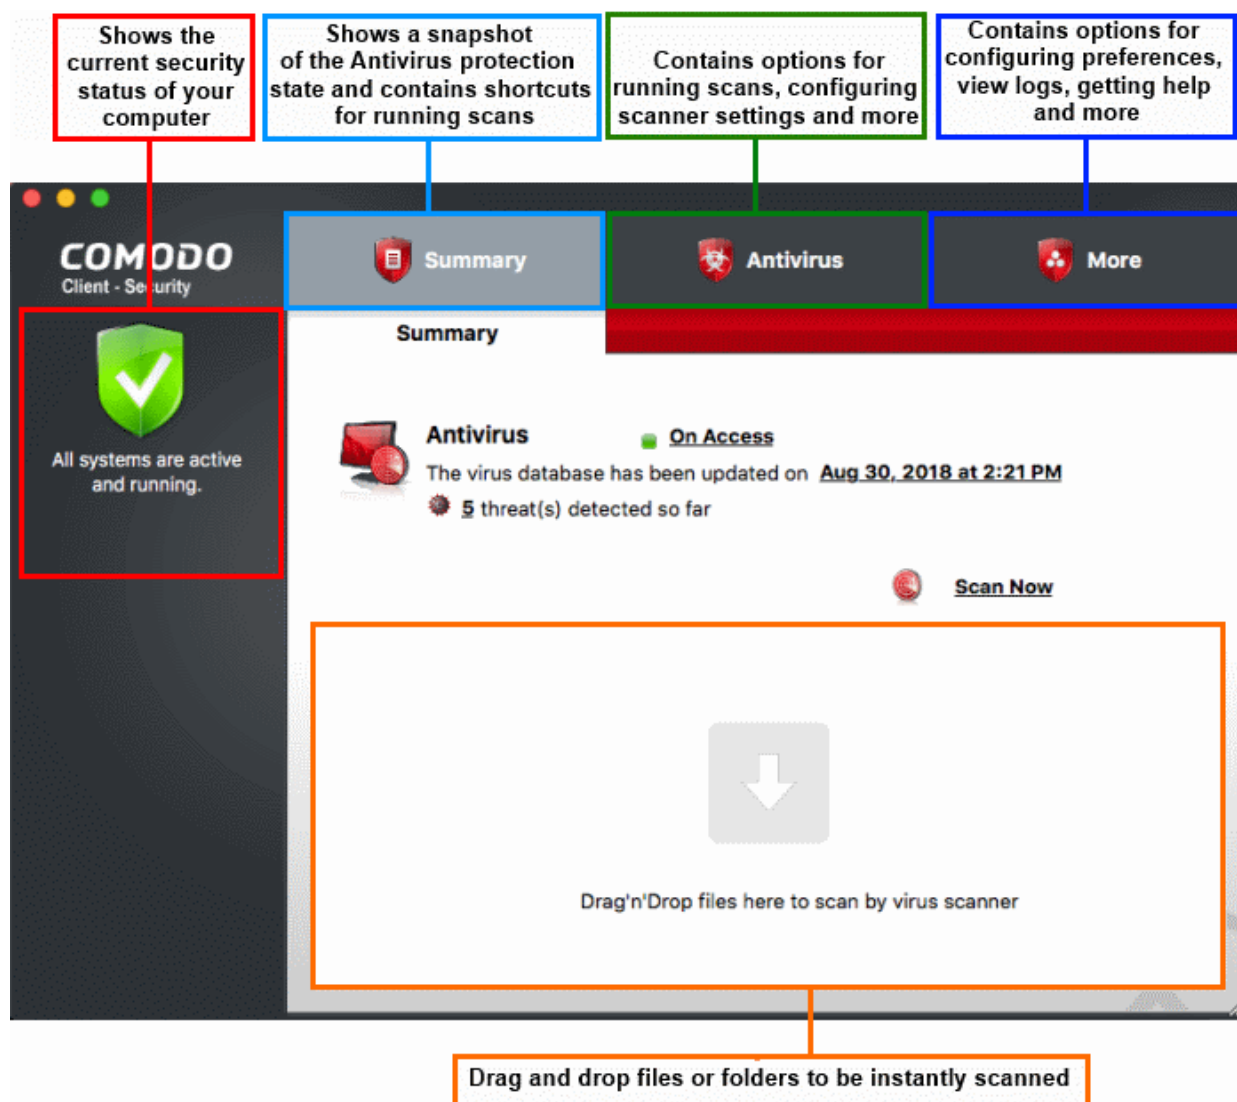 Shows the
current security
status of your
computer
Shows a snapshot
of the Antivirus protection
state and contains shortcuts
for running scans
Contains options for
running scans, configuring
scanner settings and more
Contains options for
configuring preferences,
view logs, getting help
and more
COMODO
Client - Security
Summary
Antivirus
More
Summary
All systems are active
and running.
Antivirus
On Access
The virus database has been updated on Aug 30, 2018 at 2:21 PM
5 threat(s) detected so far
Scan Now
Drag'n'Drop files here to scan by virus scanner
Drag and drop files or folders to be instantly scanned